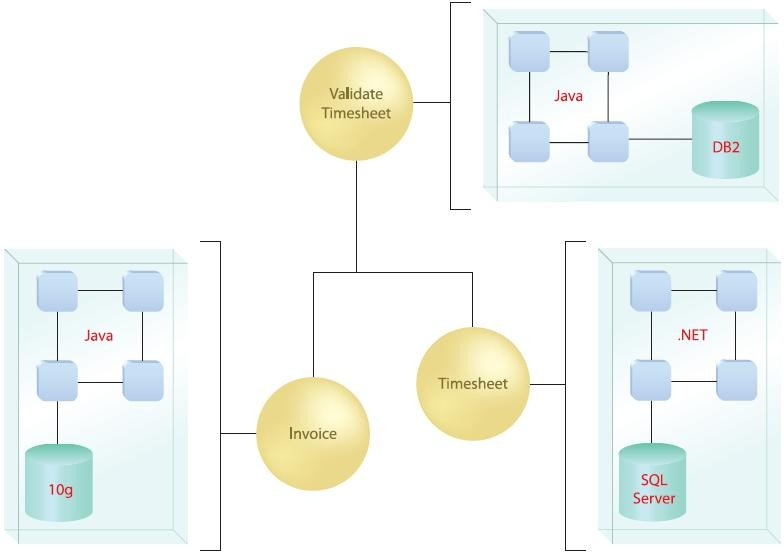 Validate
Timesheet
Java
DB2
Java
10g
Invoice
Timesheet
.NET
SQL
Server